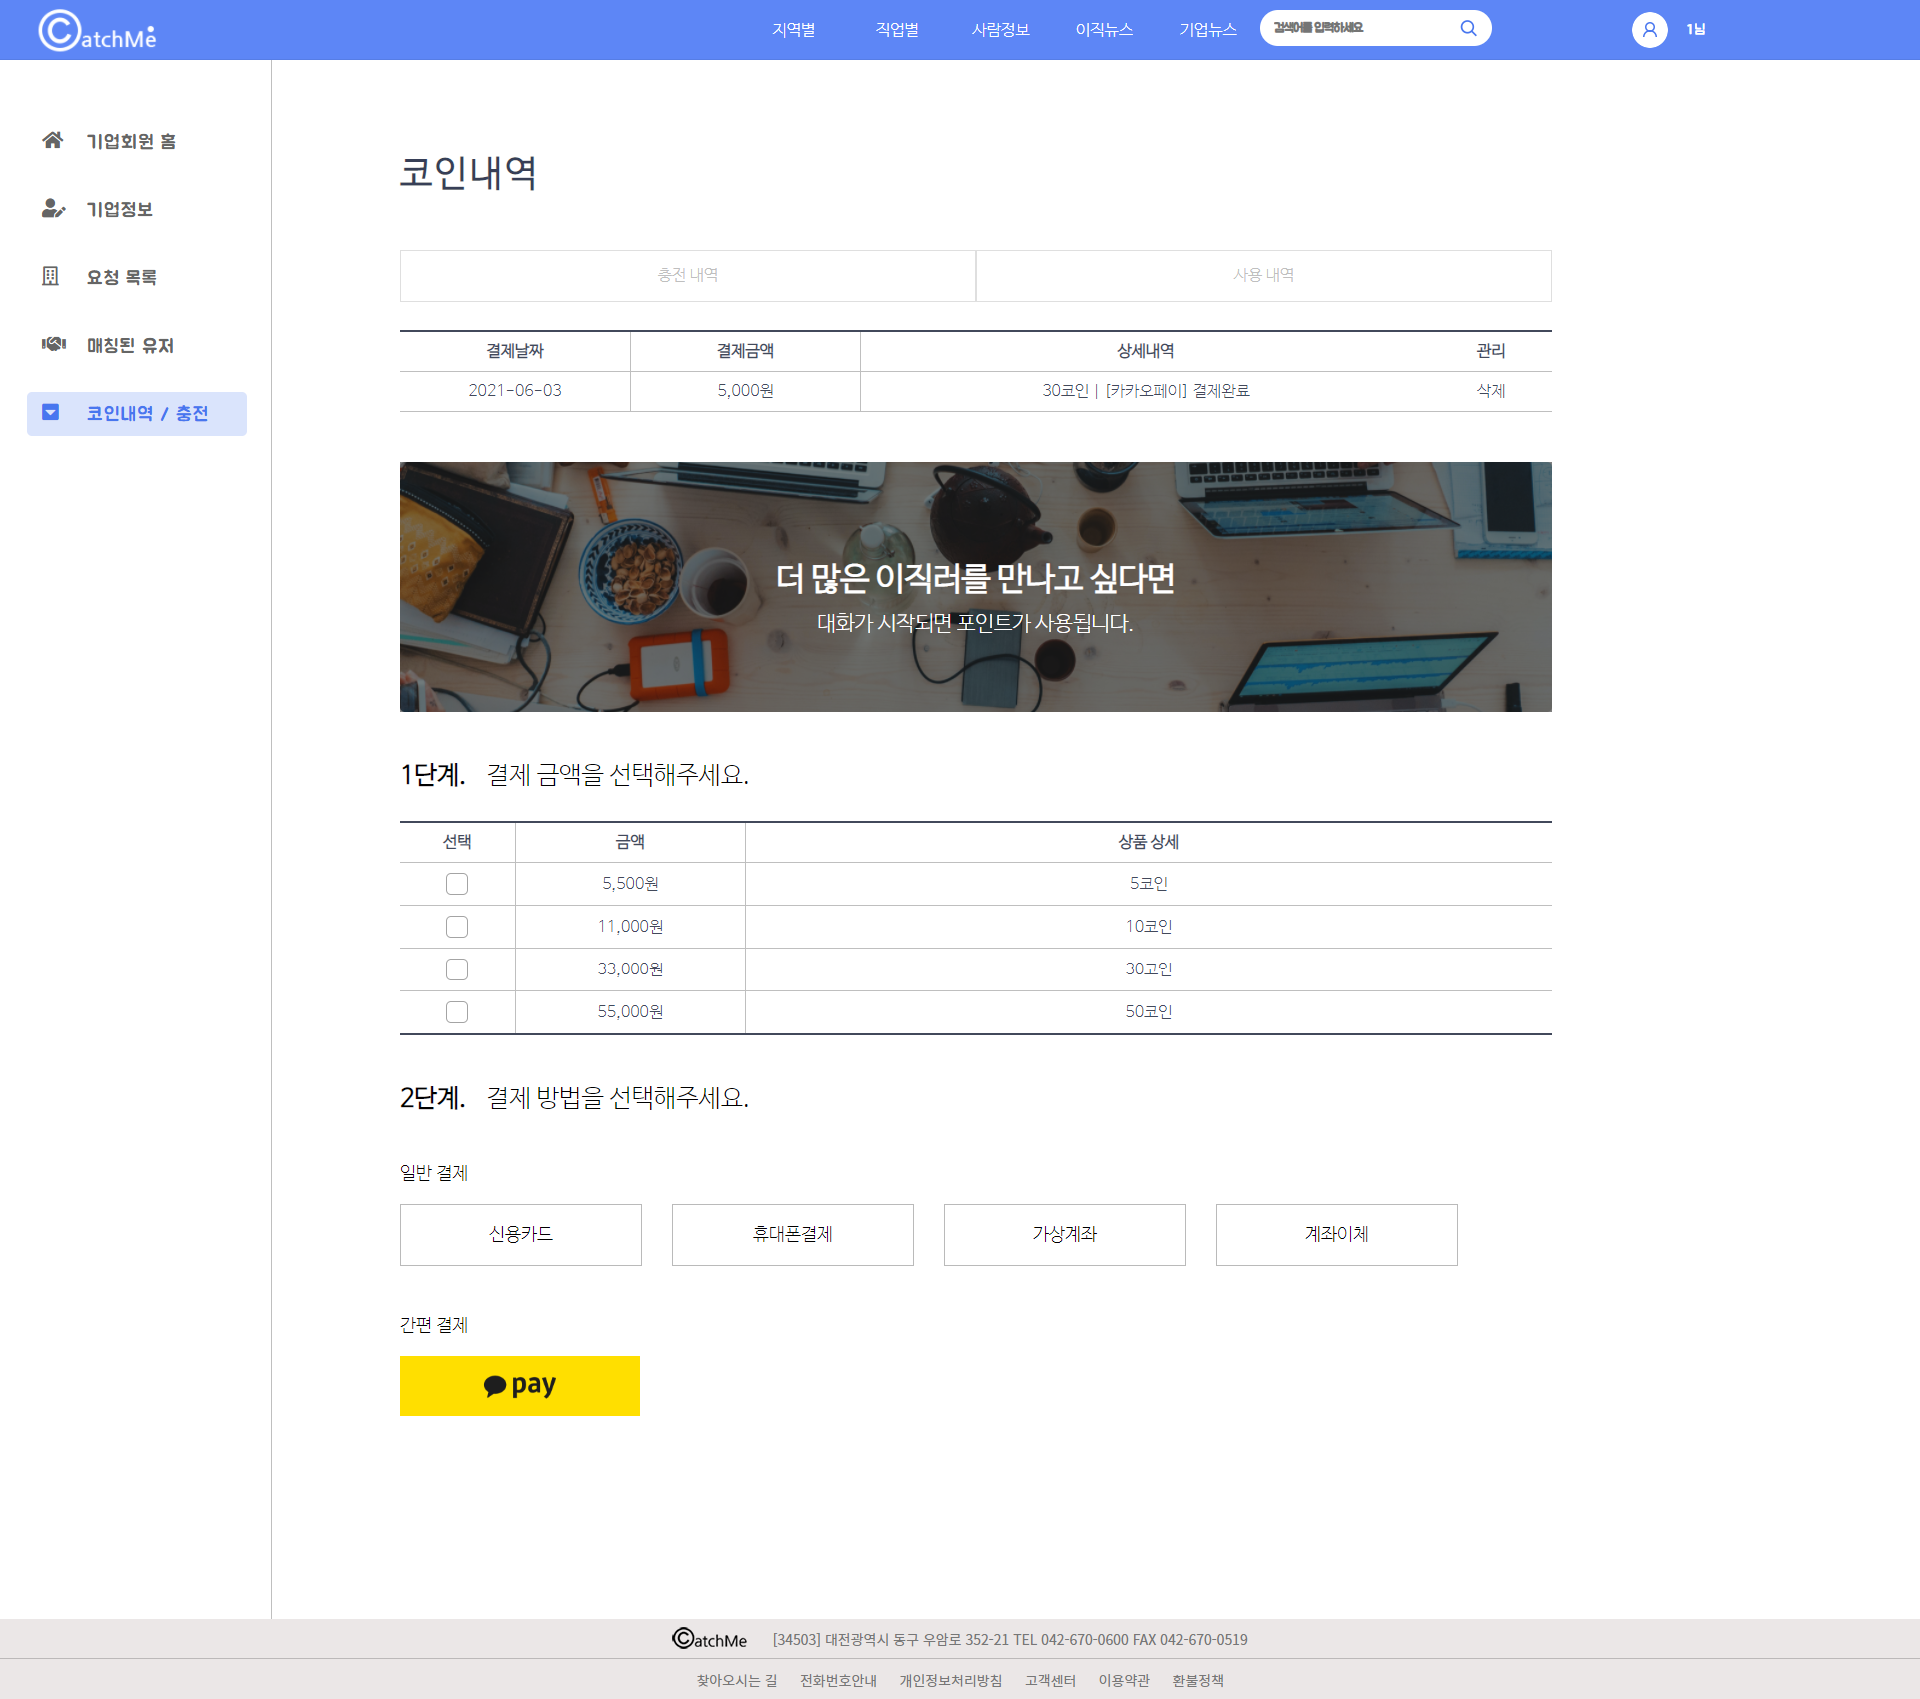 CatchMe
지역별 직업별 사람정보 이직뉴스 기업뉴스 검색어를 입력하세요 1님
기업회원 홈
기업정보
요청 목록
매칭된 유저
코인내역 / 충전
코인내역
충전 내역 사용 내역
결제날짜 결제금액 상세내역 관리
2021-06-03 5,000원 30코인 | [카카오페이] 결제완료 삭제
더 많은 이직러를 만나고 싶다면
대화가 시작되면 포인트가 사용됩니다.
1단계. 결제 금액을 선택해주세요.
선택 금액 상품 상세
5,500원 5코인
11,000원 10코인
33,000원 30고인
55,000원 50코인
2단계. 결제 방법을 선택해주세요.
일반 결제
신용카드 휴대폰결제 가상계좌 계좌이체
간편 결제
pay
CatchMe [34503] 대전광역시 동구 우암로 352-21 TEL 042-670-0600 FAX 042-670-0519
찾아오시는 길 전화번호안내 개인정보처리방침 고객센터 이용약관 환불정책